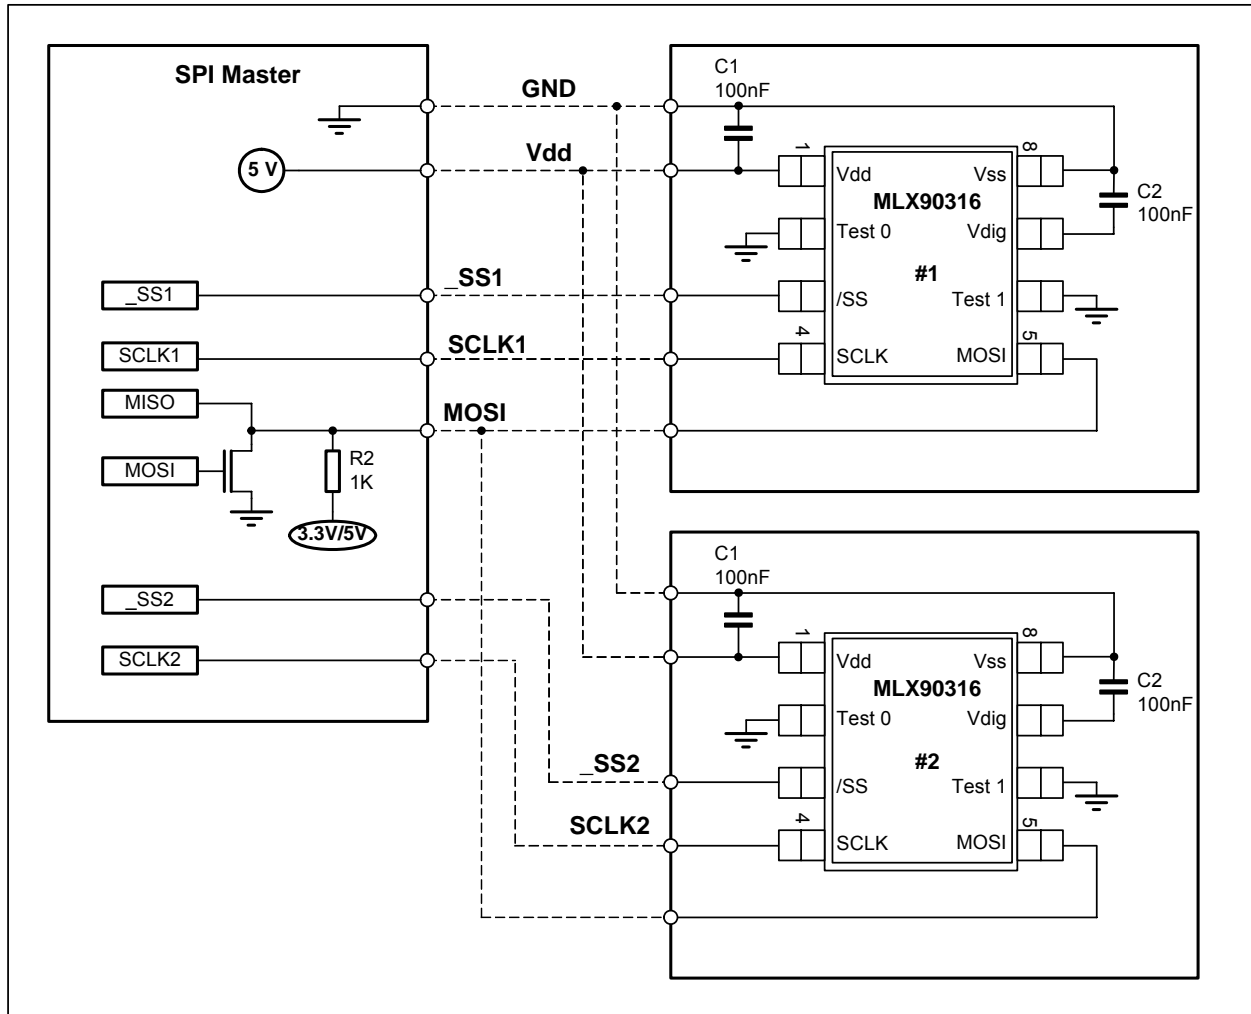 SPI Master
GND
Vdd
5 V
_SS1
_SS1
SCLK1
SCLK1
MISO
MOSI
MOSI
R2
1K
3.3V/5V
_SS2
SCLK2
_SS2
SCLK2
C1
100nF
1
8
Vdd
Vss
MLX90316
C2
100nF
Test 0
Vdig
#1
/SS
Test 1
4
5
SCLK
MOSI
C1
100nF
1
8
Vdd
Vss
MLX90316
C2
100nF
Test 0
Vdig
#2
/SS
Test 1
4
5
SCLK
MOSI